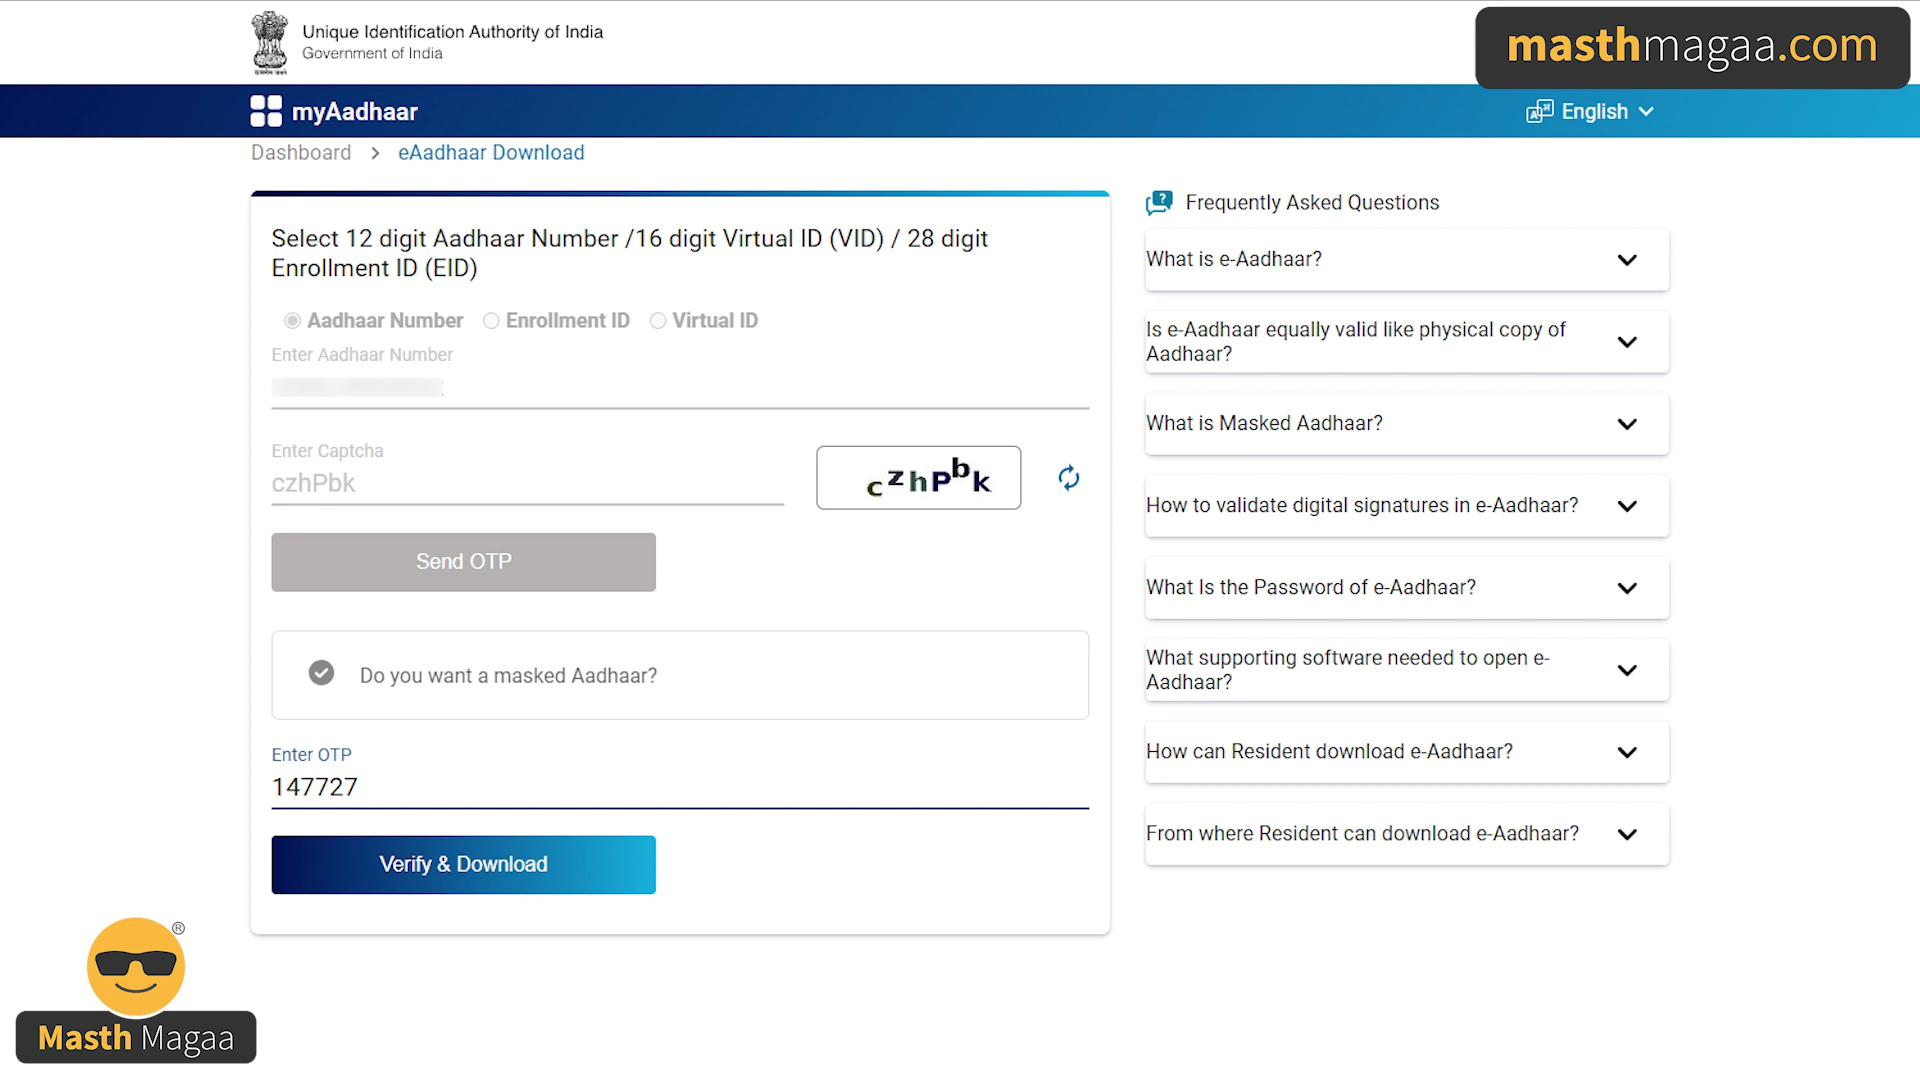 Unique Identification Authority of India
Government of India
masthmagaa.com
myAadhaar
English
Dashboard > eAadhaar Download
Select 12 digit Aadhaar Number /16 digit Virtual ID (VID) / 28 digit
Enrollment ID (EID)
Aadhaar Number Enrollment ID Virtual ID
Enter Aadhaar Number
Enter Captcha
czhPbk
czhPbk
Send OTP
Do you want a masked Aadhaar?
Enter OTP
147727
Verify & Download
Frequently Asked Questions
What is e-Aadhaar?
Is e-Aadhaar equally valid like physical copy of
Aadhaar?
What is Masked Aadhaar?
How to validate digital signatures in e-Aadhaar?
What Is the Password of e-Aadhaar?
What supporting software needed to open e-
Aadhaar?
How can Resident download e-Aadhaar?
From where Resident can download e-Aadhaar?
®
Masth Magaa